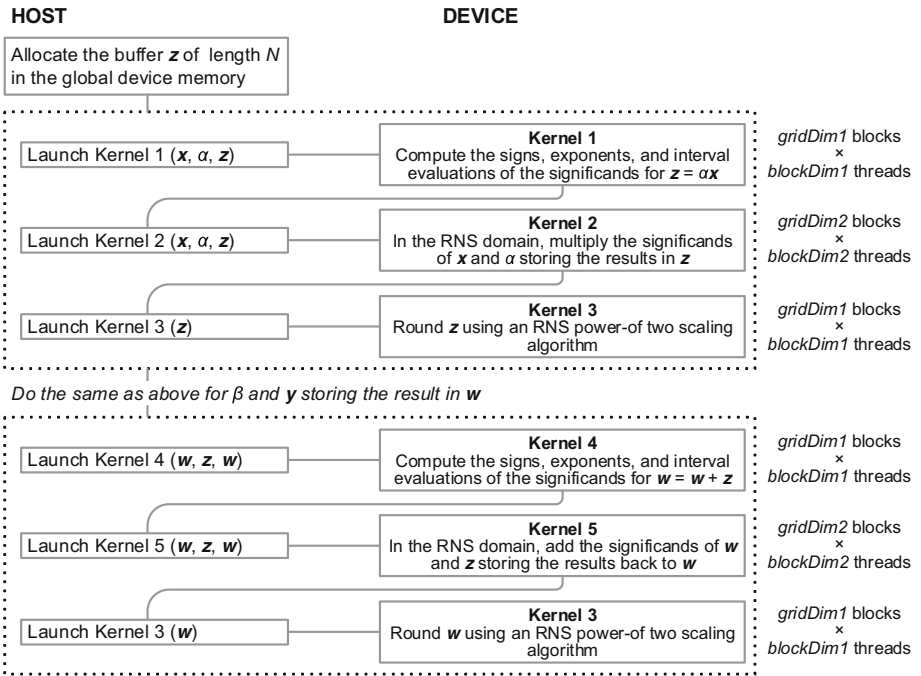 HOST
DEVICE
Allocate the buffer z of length N
in the global device memory
Launch Kernel 1 (x, α, z)
Kernel 1
Compute the signs, exponents, and interval
evaluations of the significands for z = αx
gridDim1 blocks
×
blockDim1 threads
Launch Kernel 2 (x, α, z)
Kernel 2
In the RNS domain, multiply the significands
of x and α storing the results in z
gridDim2 blocks
×
blockDim2 threads
Launch Kernel 3 (z)
Kernel 3
Round z using an RNS power-of two scaling
algorithm
gridDim1 blocks
×
blockDim1 threads
Do the same as above for β and y storing the result in w
Launch Kernel 4 (w, z, w)
Kernel 4
Compute the signs, exponents, and interval
evaluations of the significands for w = w + z
gridDim1 blocks
×
blockDim1 threads
Launch Kernel 5 (w, z, w)
Kernel 5
In the RNS domain, add the significands of w
and z storing the results back to w
gridDim2 blocks
×
blockDim2 threads
Launch Kernel 3 (w)
Kernel 3
Round w using an RNS power-of two scaling
algorithm
gridDim1 blocks
×
blockDim1 threads